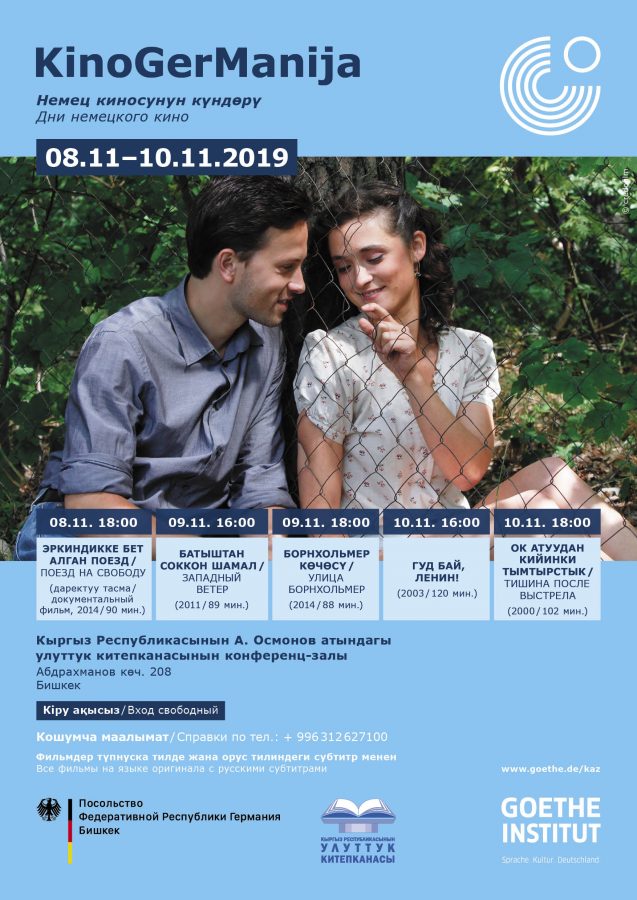 KinoGerManija
Немец киносунун күндөрү
Дни немецкого кино
08.11–10.11.2019
08.11. 18:00
ЭРКИНДИККЕ БЕТ
АЛГАН ПОЕЗД/
ПОЕЗД НА СВОБОДУ
(даректүү тасма/
документальный
фильм, 2014/90 мин.)
09.11. 16:00
БАТЫШТАН
СОККОН ШАМАЛ/
ЗАПАДНЫЙ
ВЕТЕР
(2011/89 мин.)
09.11. 18:00
БОРНХОЛЬМЕР
КӨЧӨСҮ/
УЛИЦА
БОРНХОЛЬМЕР
(2014/88 мин.)
10.11. 16:00
ГУД БАЙ,
ЛЕНИН!
(2003/120 мин.)
10.11. 18:00
ОК АТУУДАН
КИЙИНКИ
ТЫМТЫРСТЫК/
ТИШИНА ПОСЛЕ
ВЫСТРЕЛА
(2000/102 мин.)
Кыргыз Республикасынын А. Осмонов атындагы
улуттук китепканасынын конференц-залы
Абдрахманов көч. 208
Бишкек
Кіру ақысыз/Вход свободный
Кошумча маалымат/Справки по тел.: + 996 312 627100
Фильмдер түпнуска тилде жана орус тилиндеги субтитр менен
Все фильмы на языке оригинала с русскими субтитрами
www.goethe.de/kaz
Посольство
Федеративной Республики Германия
Бишкек
КЫРГЫЗ РЕСПУБЛИКАСЫНЫН
УЛУТТУК
КИТЕПКАНАСЫ
GOETHE
INSTITUT
Sprache. Kultur. Deutschland.